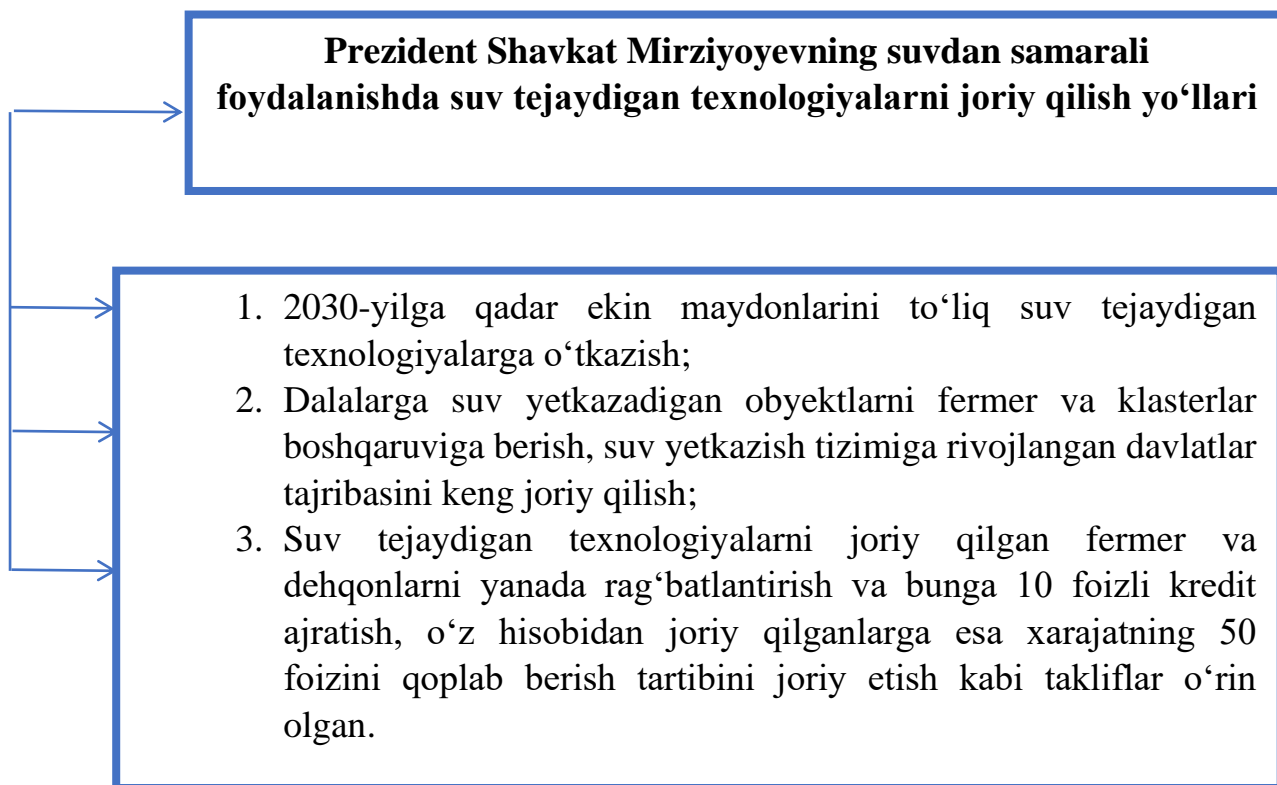 Prezident Shavkat Mirziyoyevning suvdan samarali
foydalanishda suv tejaydigan texnologiyalarni joriy qilish yo‘llari
1. 2030-yilga qadar ekin maydonlarini to‘liq suv tejaydigan
texnologiyalarga o‘tkazish;
2. Dalalarga suv yetkazadigan obyektlarni fermer va klasterlar
boshqaruviga berish, suv yetkazish tizimiga rivojlangan davlatlar
tajribasini keng joriy qilish;
3. Suv tejaydigan texnologiyalarni joriy qilgan fermer va
dehqonlarni yanada rag‘batlantirish va bunga 10 foizli kredit
ajratish, o‘z hisobidan joriy qilganlarga esa xarajatning 50
foizini qoplab berish tartibini joriy etish kabi takliflar o‘rin
olgan.